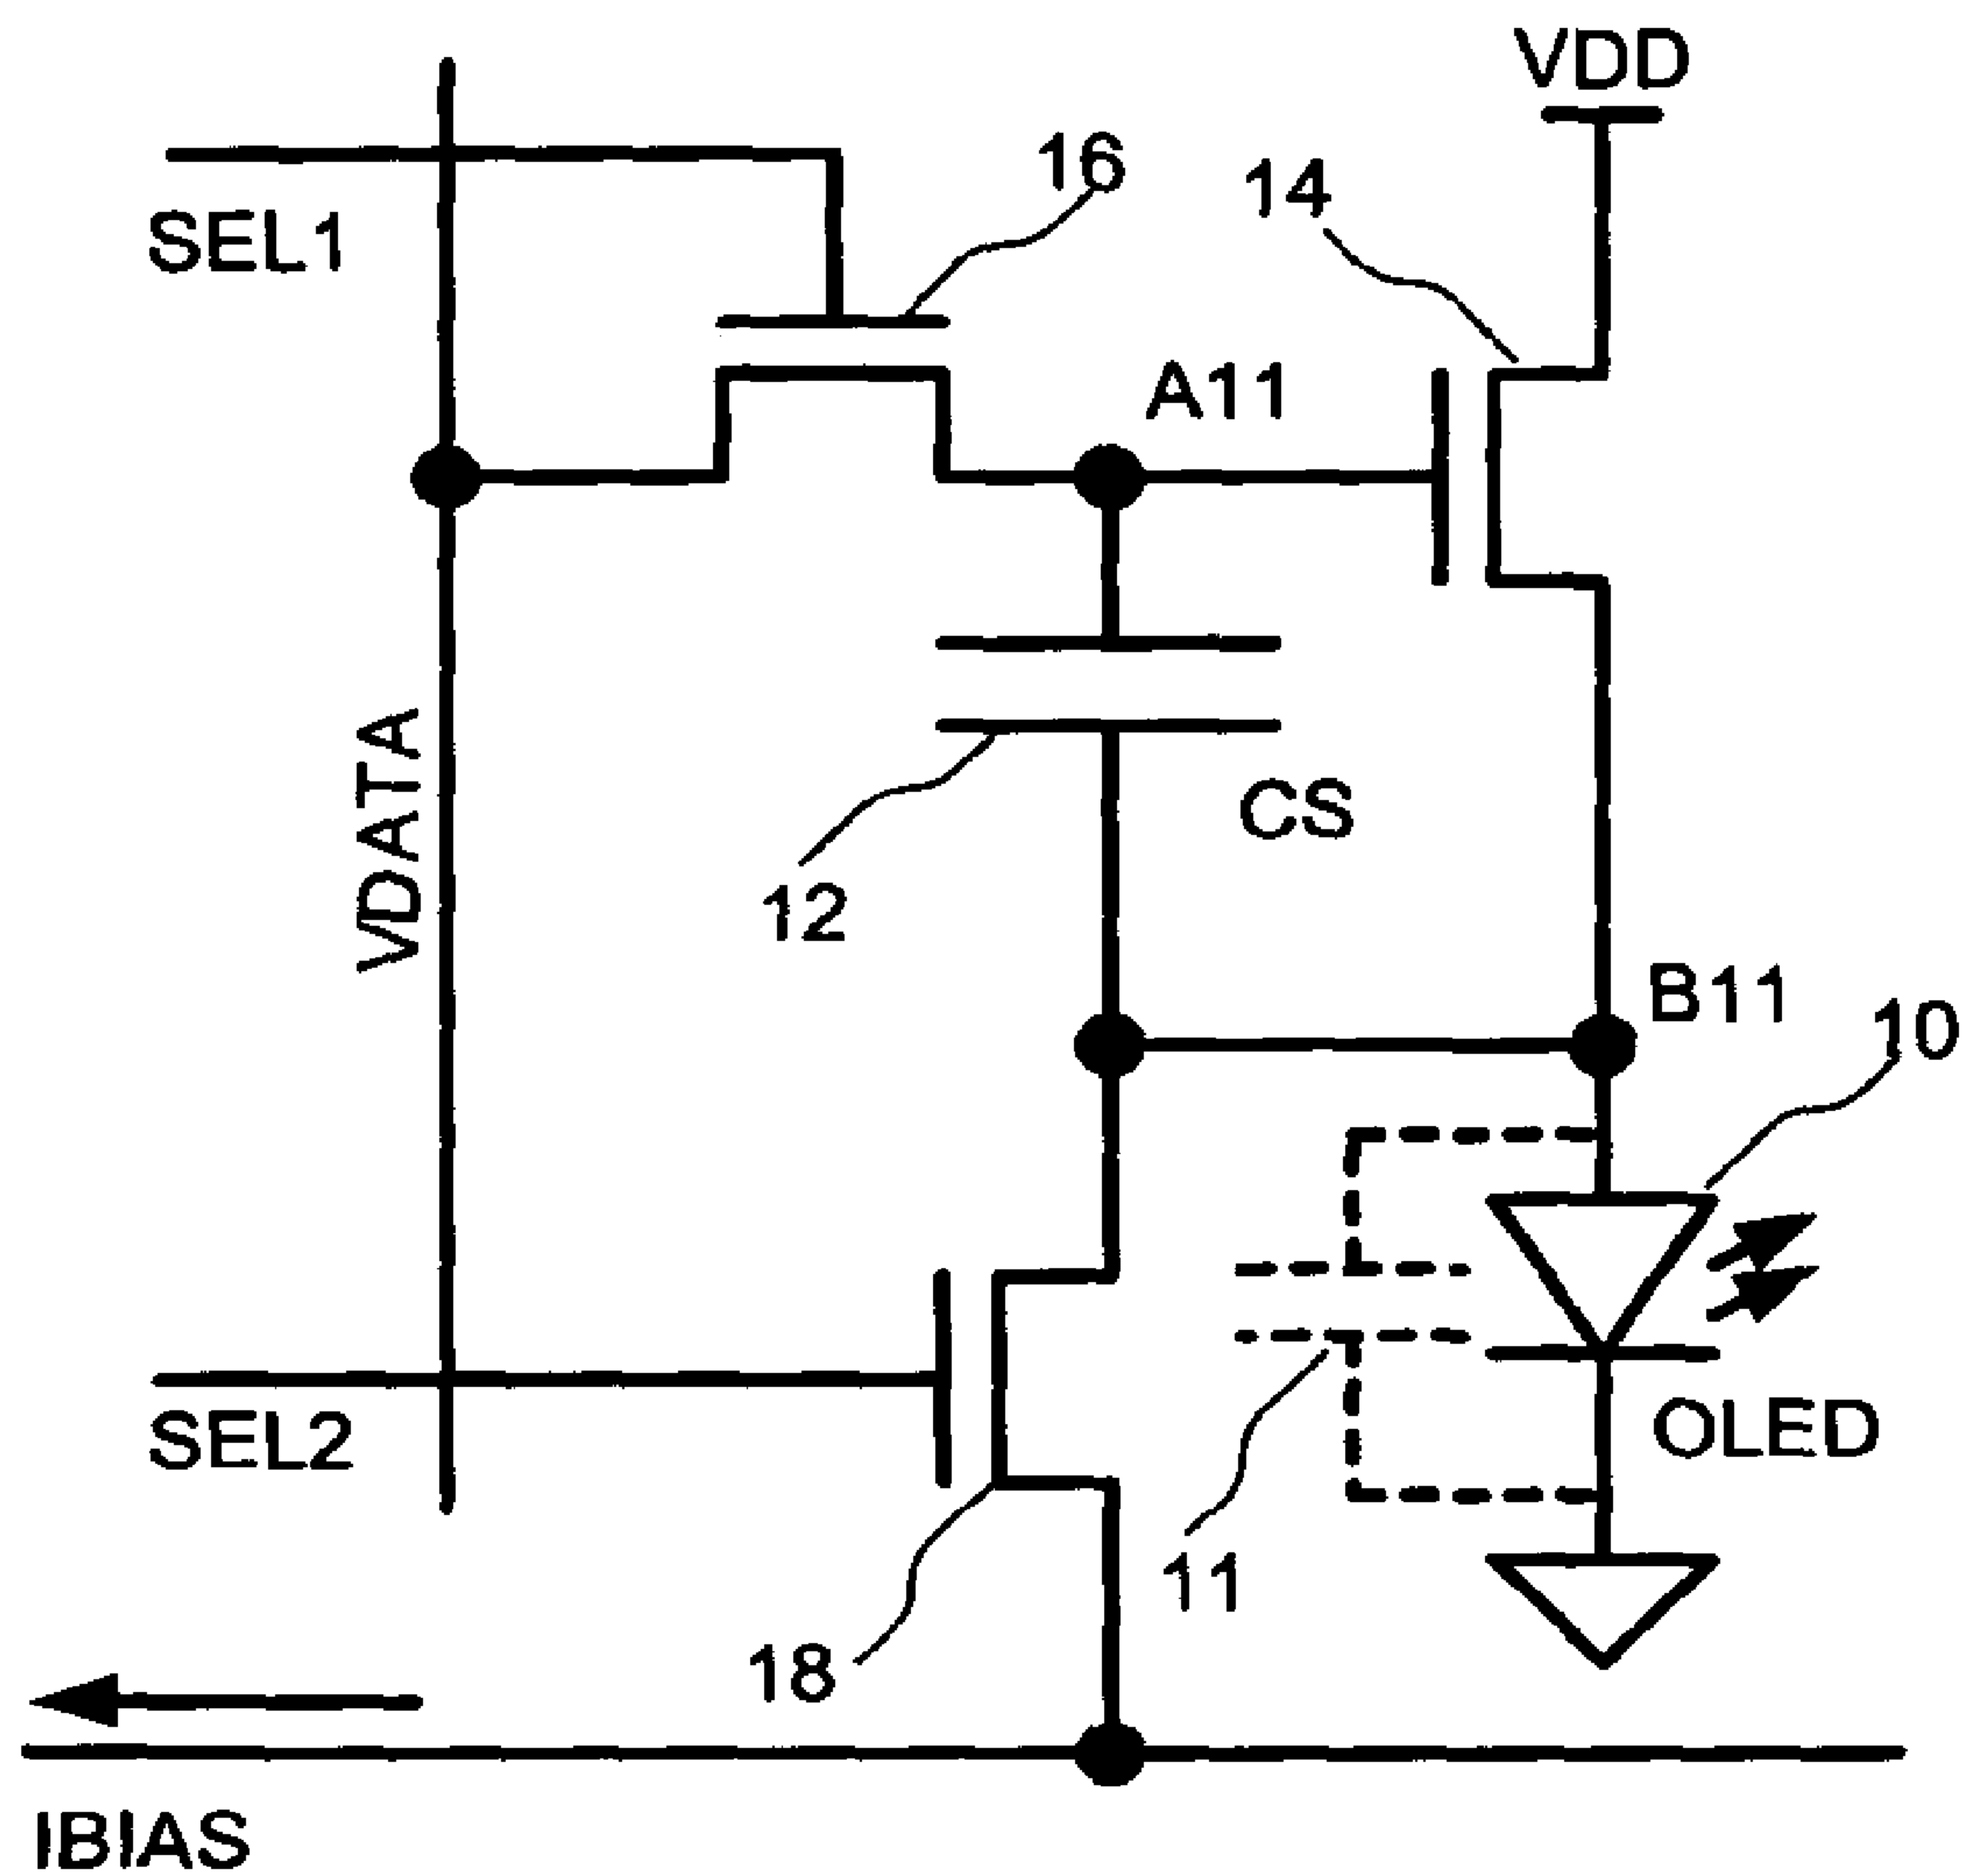 VDD
16
14
SEL1
A11
VDATA
CS
12
B11
10
SEL2
OLED
11
18
IBIAS